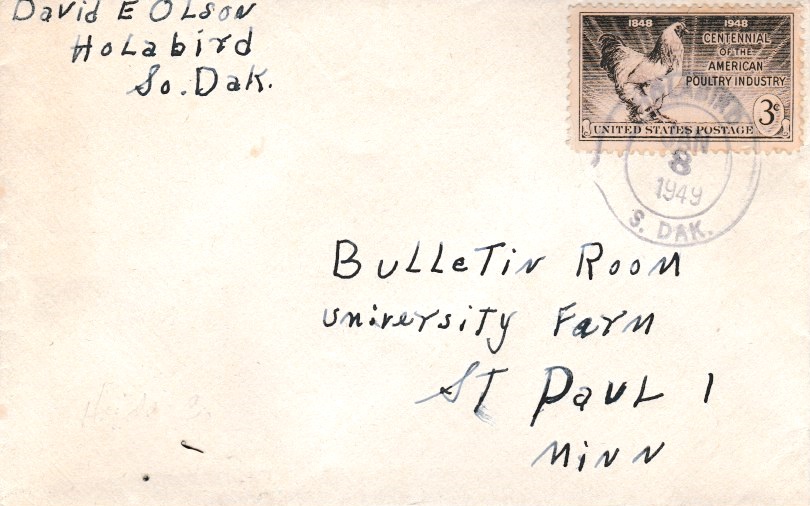 David E Olson
Holabird
So. Dak.
1848 1948
CENTENNIAL
OF THE
AMERICAN
POULTRY INDUSTRY
3c
UNITED STATES POSTAGE
8
1949
S. DAK.
Bulletin Room
University Farm
St Paul 1
Minn